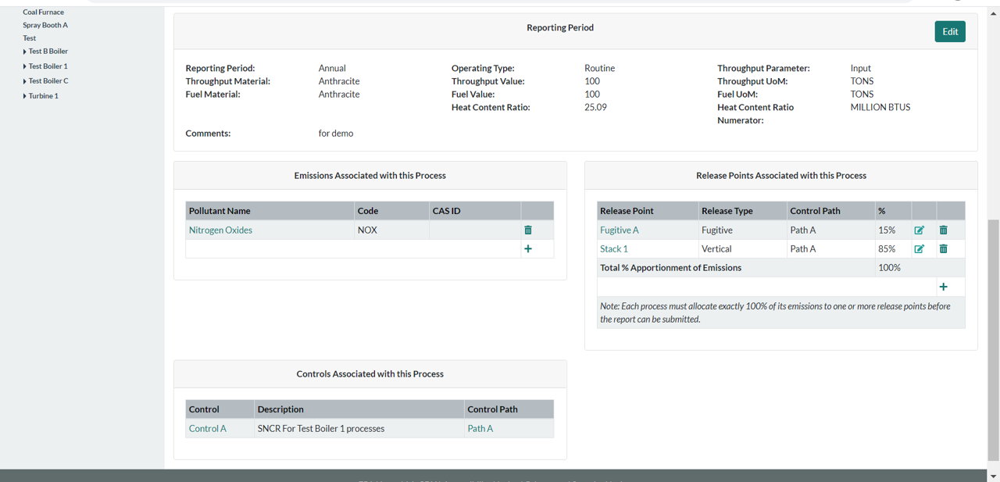 Coal Furnace
Spray Booth A
Test
Test B Boiler
Test Boiler 1
Test Boiler C
Turbine 1
Reporting Period
Edit
Reporting Period: Annual Operating Type: Routine Throughput Parameter: Input
Throughput Material: Anthracite Throughput Value: 100 Throughput UoM: TONS
Fuel Material: Anthracite Fuel Value: 100 Fuel UoM: TONS
Heat Content Ratio: 25.09 Heat Content Ratio MILLION BTUS
Numerator:
Comments: for demo
Emissions Associated with this Process
Pollutant Name Code CAS ID
Nitrogen Oxides NOX
+
Release Points Associated with this Process
Release Point Release Type Control Path %
Fugitive A Fugitive Path A 15%
Stack 1 Vertical Path A 85%
Total % Apportionment of Emissions 100%
+
Note: Each process must allocate exactly 100% of its emissions to one or more release points before
the report can be submitted.
Controls Associated with this Process
Control Description Control Path
Control A SNCR For Test Boiler 1 processes Path A